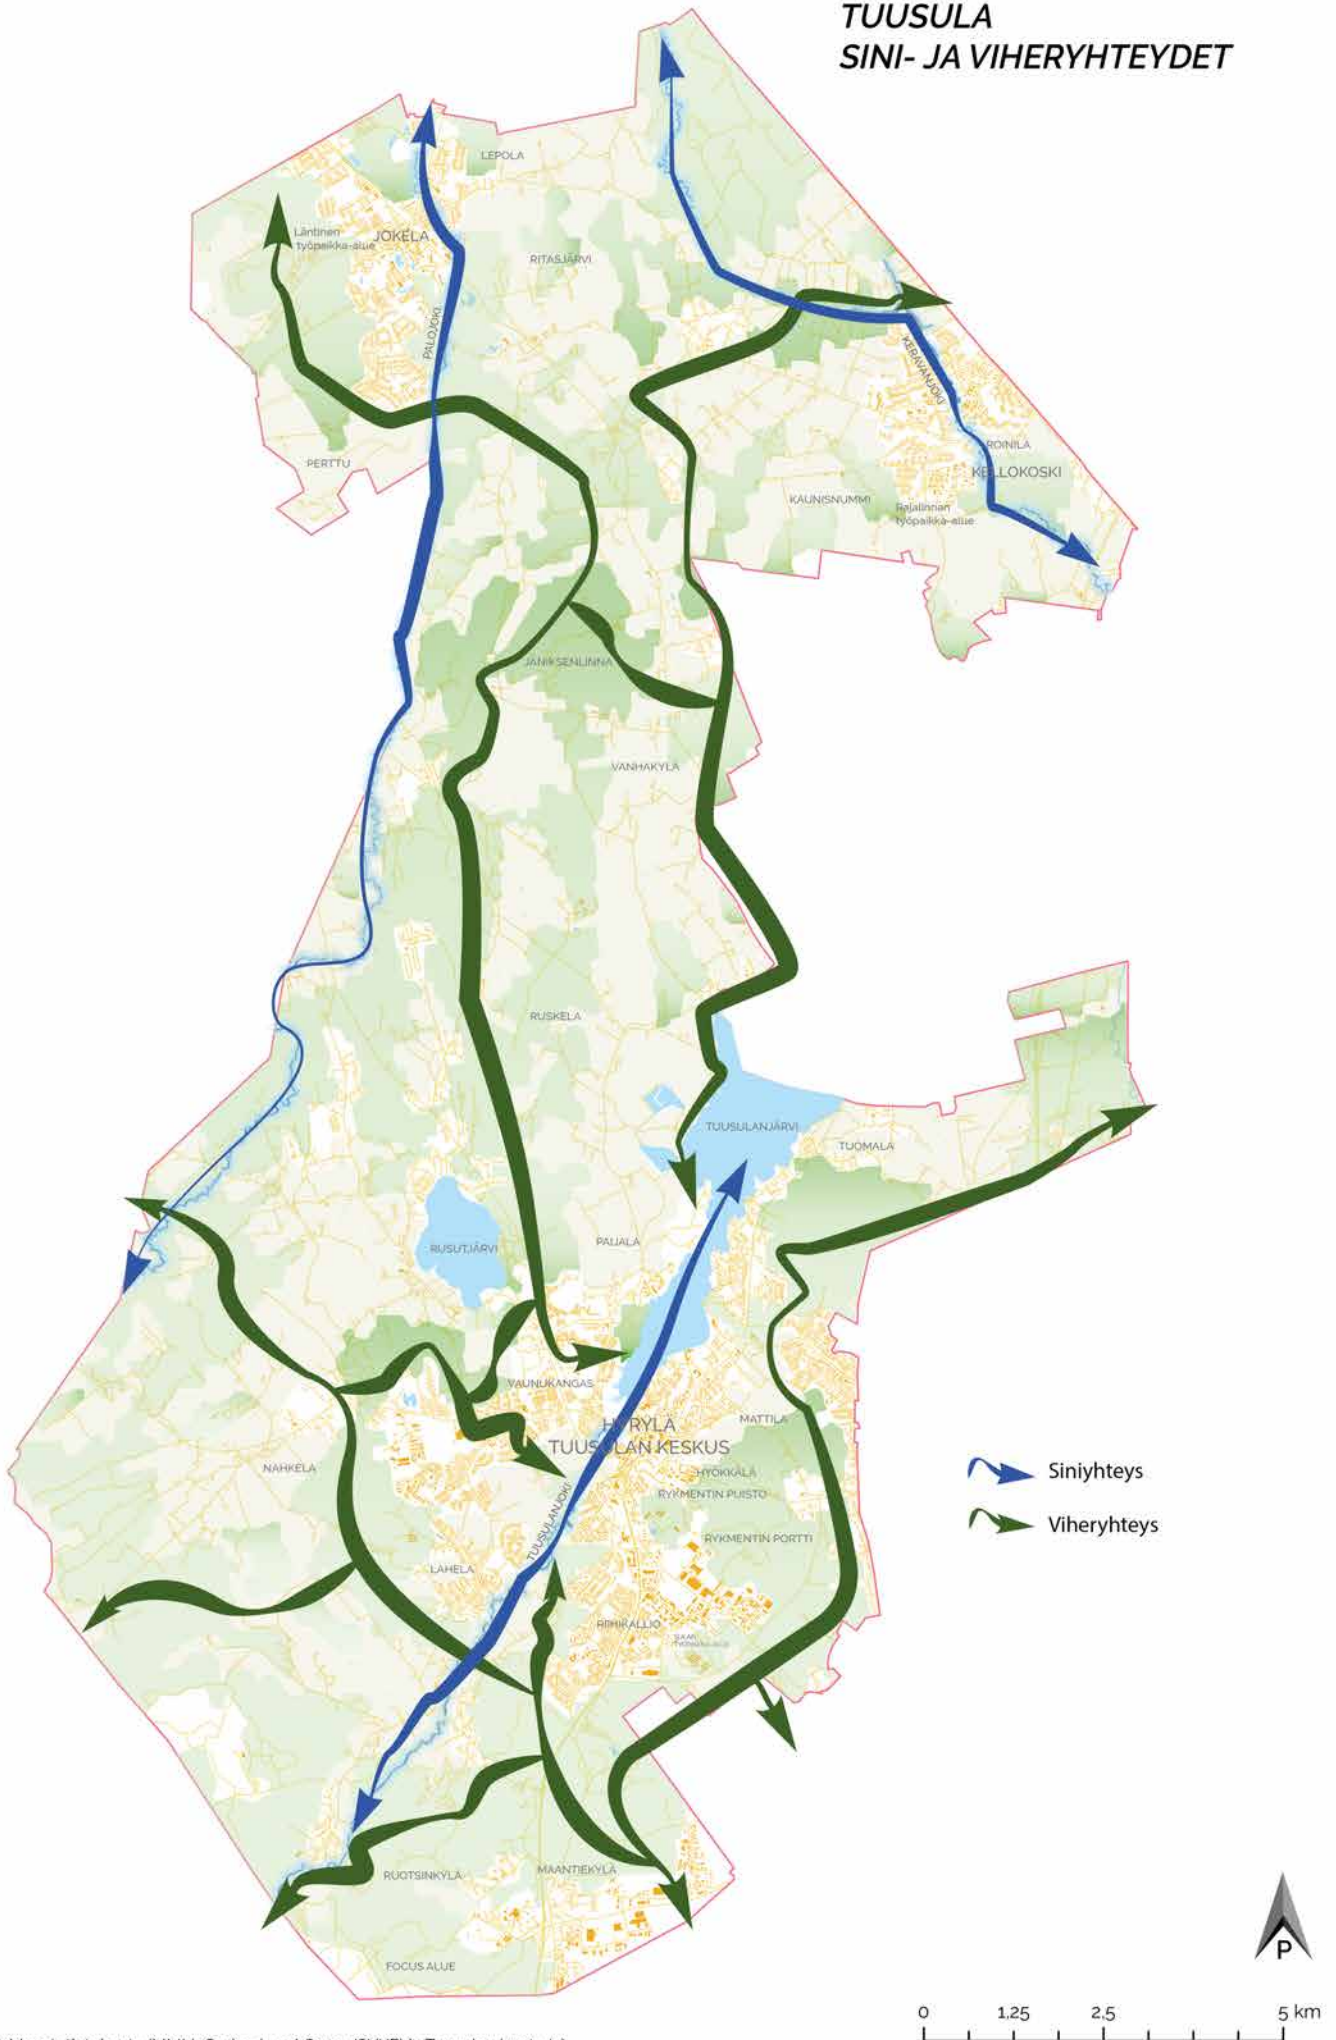 TUUSULA
SINI- JA VIHERYHTEYDET
LEPOLA
Läntinen
työpaikka-alue
JOKELA
RITASJÄRVI
PALOJOKI
KERAVANJOKI
ROINILA
KELLOKOSKI
PERTTU
KAUNISNUMMI
Rajalinnan
työpaikka-alue
JÄNIKSENLINNA
VANHAKYLÄ
RUSKELA
TUUSULANJÄRVI
TUOMALA
RUSUTJÄRVI
PAIJALA
VAUNUKANGAS
HYRYLÄ
TUUSULAN KESKUS
MATTILA
NAHKELA
HYÖKKÄLÄ
RYKMENTIN PUISTO
TUUSULANJOKI
RYKMENTIN PORTTI
LAHELA
RIIHIKALLIO
RUOTSINKYLÄ
MAANTIEKYLÄ
FOCUS ALUE
Siniyhteys
Viheryhteys
P
0 1,25 2,5 5 km